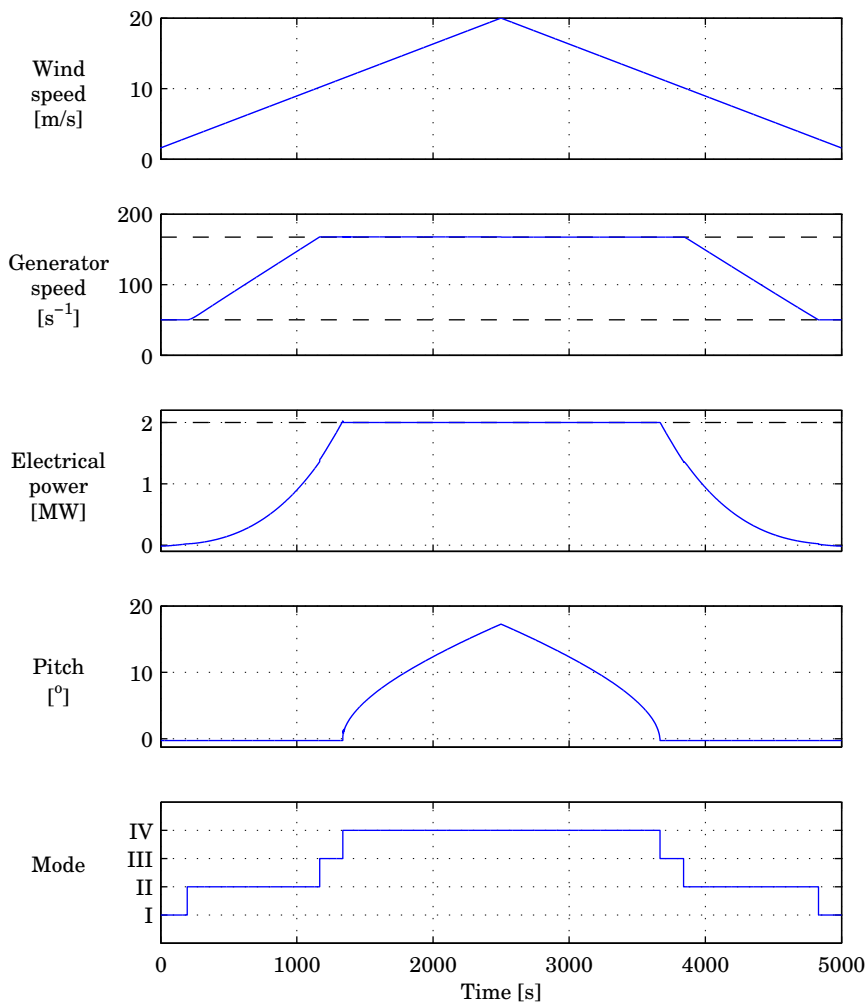 Wind
speed
[m/s]
20
10
0
Generator
speed
[s⁻¹]
200
100
0
Electrical
power
[MW]
2
1
0
Pitch
[°]
20
10
0
Mode
IV
III
II
I
0 1000 2000 3000 4000 5000
Time [s]